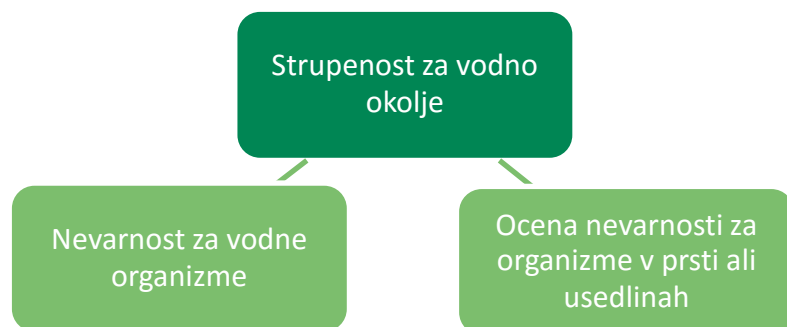 Strupenost za vodno
okolje
Nevarnost za vodne
organizme
Ocena nevarnosti za
organizme v prsti ali
usedlinah